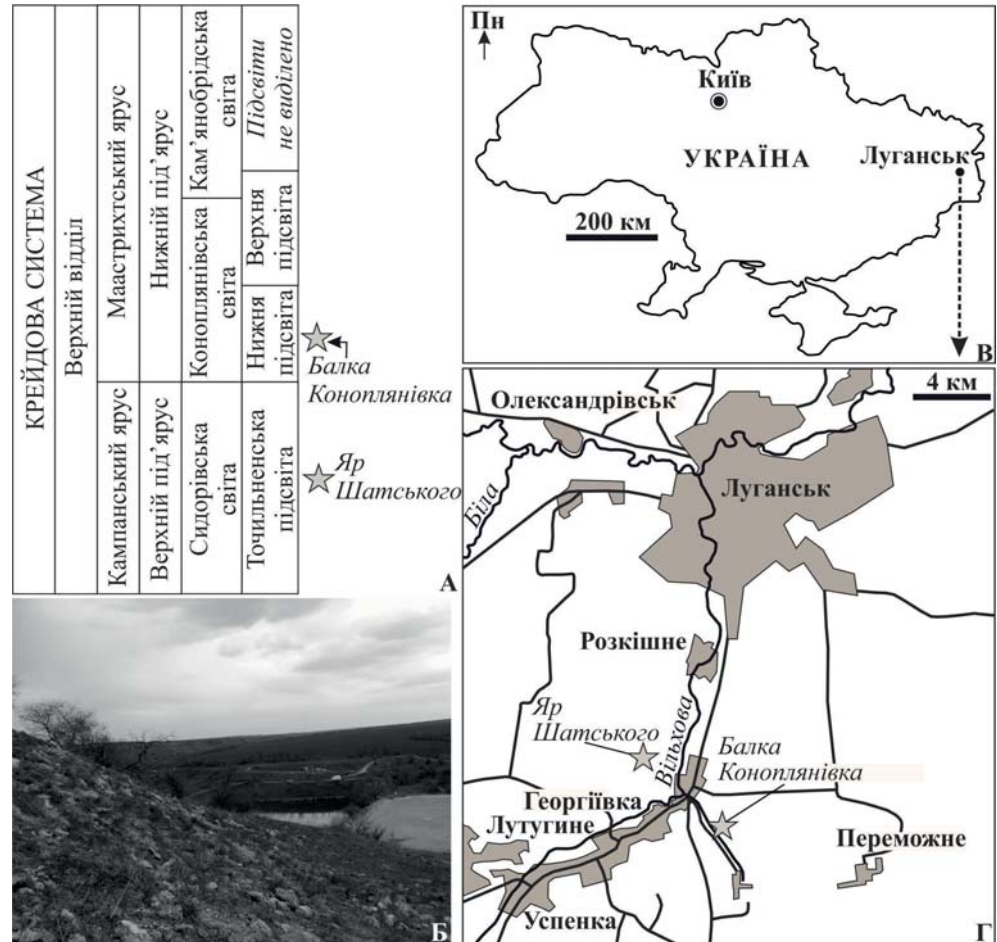 КРЕЙДОВА СИСТЕМА
Верхній відділ
Маастрихтський ярус
Кампанський ярус
Нижній під'ярус
Верхній під'ярус
Кам'янобрідська
світа
Коноплянівська
світа
Сидорівська
світа
Підсвіти
не виділено
Верхня
підсвіта
Нижня
підсвіта
Точильненська
підсвіта
Балка
Коноплянівка
Яр
Шатського
А
Б
Пн
Київ
УКРАЇНА
Луганськ
200 км
В
4 км
Олександрівськ
Луганськ
Біла
Розкішне
Яр
Шатського
Вільхова
Балка
Коноплянівка
Георгіївка
Лутугине
Переможне
Успенка
Г